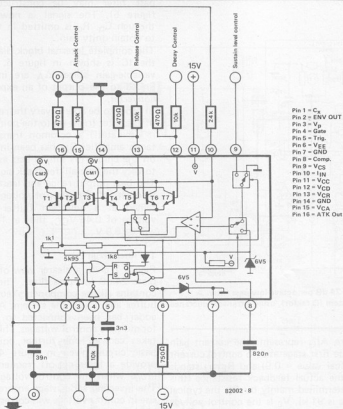 Attack Control
Release Control
Decay Control
Sustain level control
0
15V
+
470Ω
10k
470Ω
10k
470Ω
10k
24k
16
15
14
13
12
11
10
9
CM2
CM1
V
V
V
T1
T2
T3
T4
T5
T6
T7
1k1
5k95
1k6
R
Q
S
Q
V
6V5
6V5
1
2
3
4
5
6
7
8
39n
10k
3n3
750Ω
820n
0
15V
82002 - 8
Pin 1 = CX
Pin 2 = ENV OUT
Pin 3 = Vp
Pin 4 = Gate
Pin 5 = Trig.
Pin 6 = VEE
Pin 7 = GND
Pin 8 = Comp.
Pin 9 = VCS
Pin 10 = IIN
Pin 11 = VCC
Pin 12 = VCD
Pin 13 = VCR
Pin 14 = GND
Pin 15 = VCA
Pin 16 = ATK Out